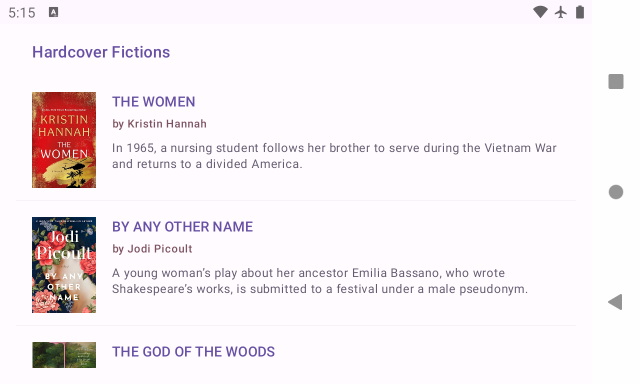 5:15
Hardcover Fictions
KRISTIN
HANNAH
THE
WOMEN
THE WOMEN
by Kristin Hannah
In 1965, a nursing student follows her brother to serve during the Vietnam War
and returns to a divided America.
Jodi
Picoult
BY ANY
OTHER
NAME
BY ANY OTHER NAME
by Jodi Picoult
A young woman’s play about her ancestor Emilia Bassano, who wrote
Shakespeare’s works, is submitted to a festival under a male pseudonym.
THE GOD OF THE WOODS